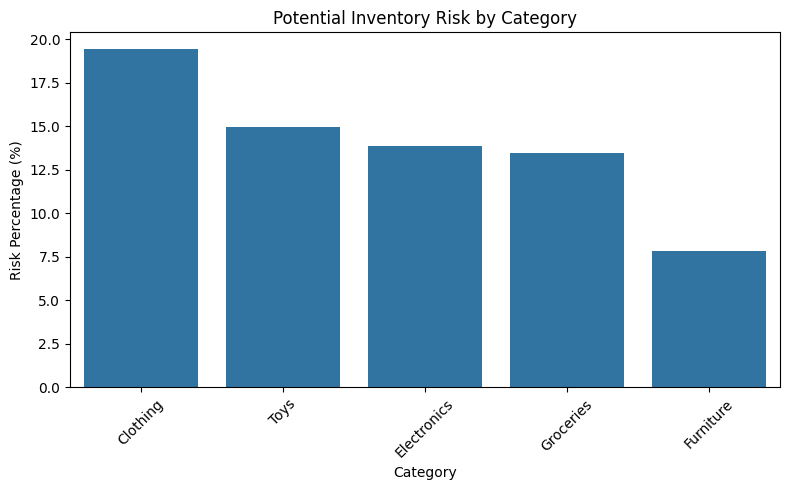 Potential Inventory Risk by Category
Risk Percentage (%)
20.0
17.5
15.0
12.5
10.0
7.5
5.0
2.5
0.0
Clothing
Toys
Electronics
Groceries
Furniture
Category